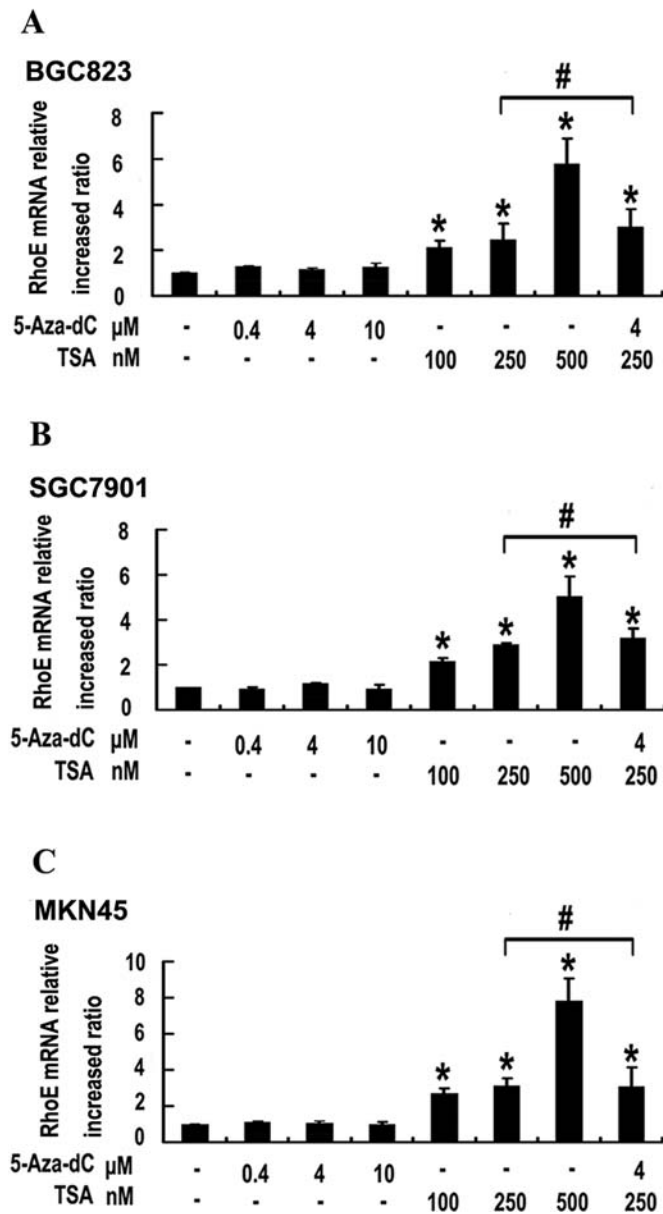 A
BGC823
#
RhoE mRNA relative
increased ratio
8
6
4
2
0
* * * *
5-Aza-dC μM - 0.4 4 10 - - - 4
TSA nM - - - - 100 250 500 250
B
SGC7901
#
RhoE mRNA relative
increased ratio
8
6
4
2
0
* * * *
5-Aza-dC μM - 0.4 4 10 - - - 4
TSA nM - - - - 100 250 500 250
C
MKN45
#
RhoE mRNA relative
increased ratio
10
8
6
4
2
0
* * * *
5-Aza-dC μM - 0.4 4 10 - - - 4
TSA nM - - - - 100 250 500 250